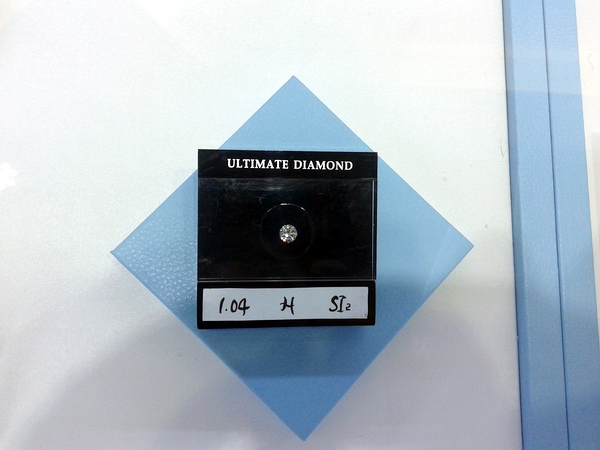 ULTIMATE DIAMOND
1.04 H SI2